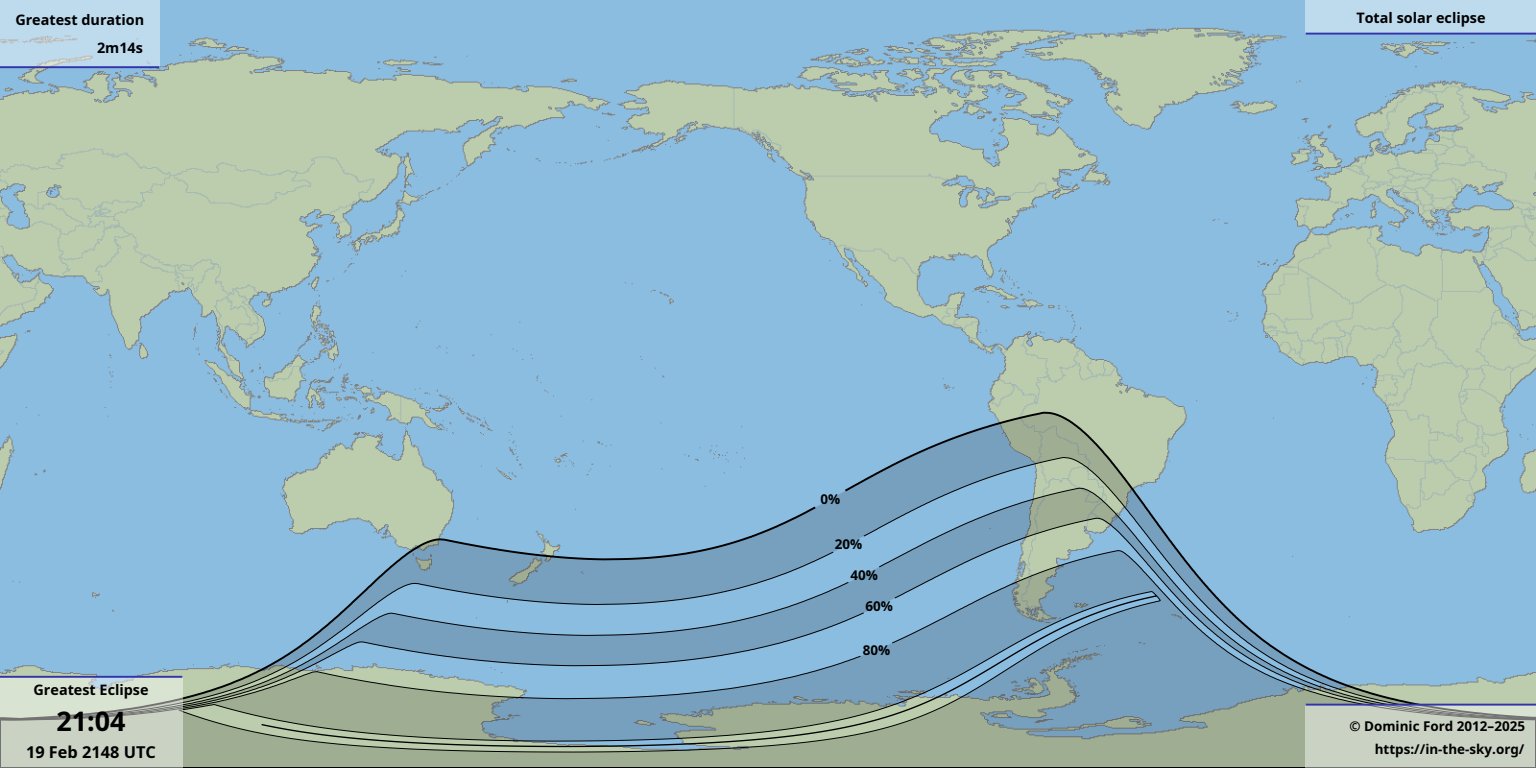 Greatest duration
2m14s
Total solar eclipse
0%
20%
40%
60%
80%
Greatest Eclipse
21:04
19 Feb 2148 UTC
© Dominic Ford 2012–2025
https://in-the-sky.org/